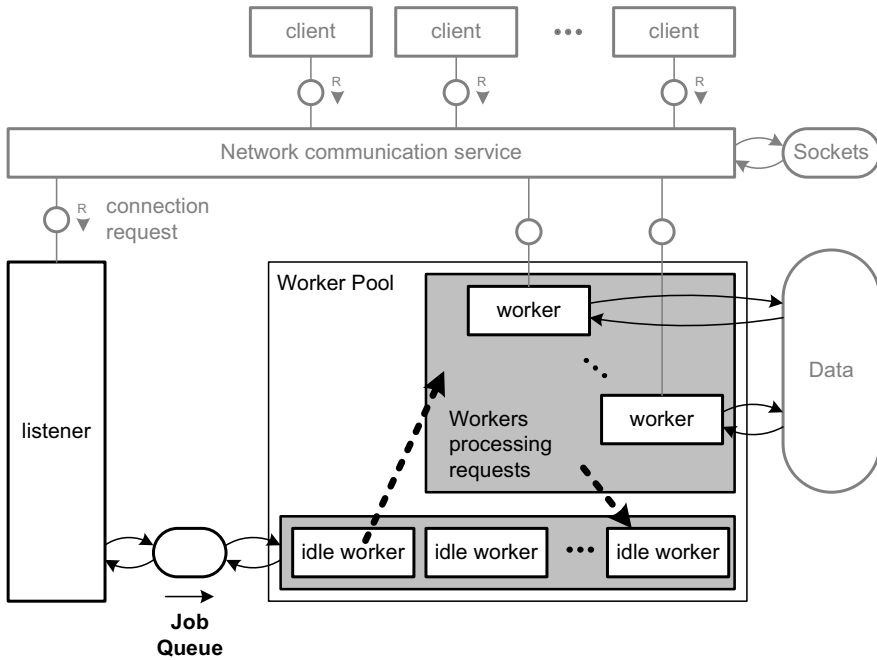 client
client
client
R
R
R
Network communication service
Sockets
R
connection
request
Worker Pool
worker
Data
listener
worker
Workers
processing
requests
idle worker
idle worker
idle worker
Job
Queue